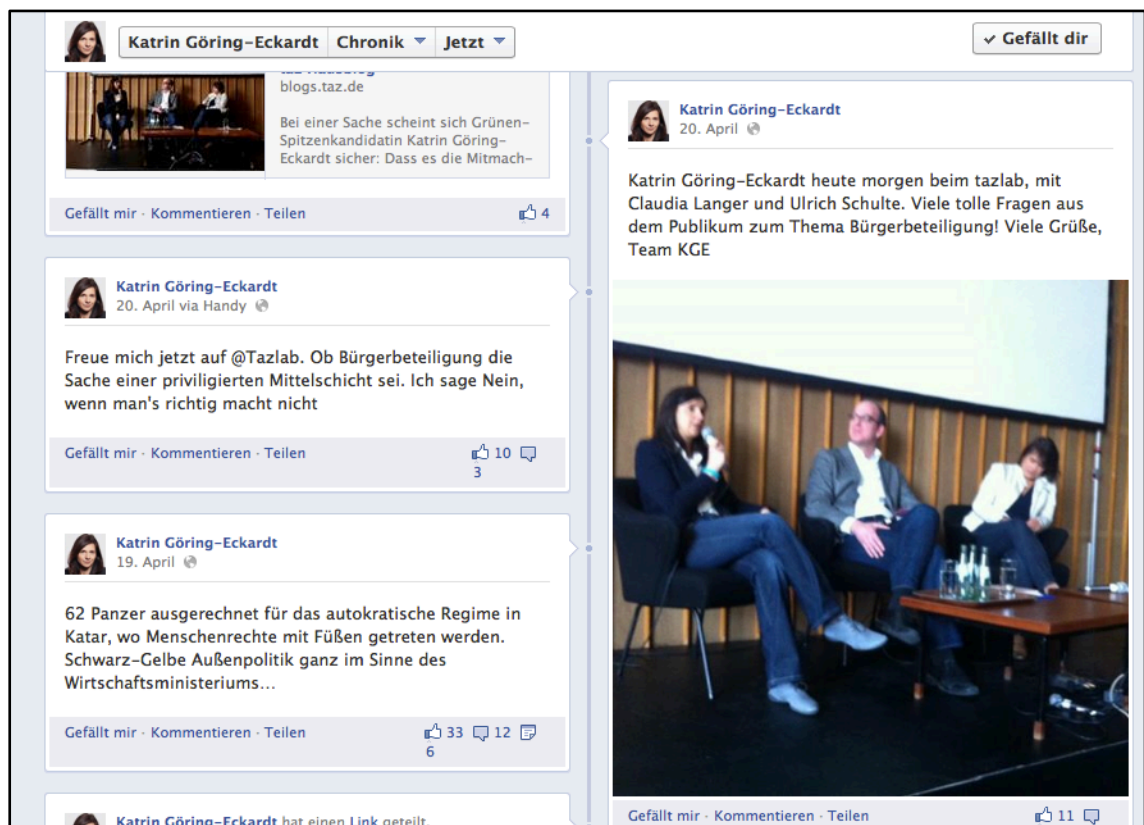 Katrin Göring-Eckardt Chronik Jetzt
✓ Gefällt dir
blogs.taz.de
Bei einer Sache scheint sich Grünen-
Spitzenkandidatin Katrin Göring-
Eckardt sicher: Dass es die Mitmach-
Gefällt mir · Kommentieren · Teilen 4
Katrin Göring-Eckardt
20. April via Handy
Freue mich jetzt auf @Tazlab. Ob Bürgerbeteiligung die
Sache einer priviligierten Mittelschicht sei. Ich sage Nein,
wenn man's richtig macht nicht
Gefällt mir · Kommentieren · Teilen 10
3
Katrin Göring-Eckardt
19. April
62 Panzer ausgerechnet für das autokratische Regime in
Katar, wo Menschenrechte mit Füßen getreten werden.
Schwarz-Gelbe Außenpolitik ganz im Sinne des
Wirtschaftsministeriums...
Gefällt mir · Kommentieren · Teilen 33 12
6
Katrin Göring-Eckardt hat einen Link geteilt.
Katrin Göring-Eckardt
20. April
Katrin Göring-Eckardt heute morgen beim tazlab, mit
Claudia Langer und Ulrich Schulte. Viele tolle Fragen aus
dem Publikum zum Thema Bürgerbeteiligung! Viele Grüße,
Team KGE
Gefällt mir · Kommentieren · Teilen 11